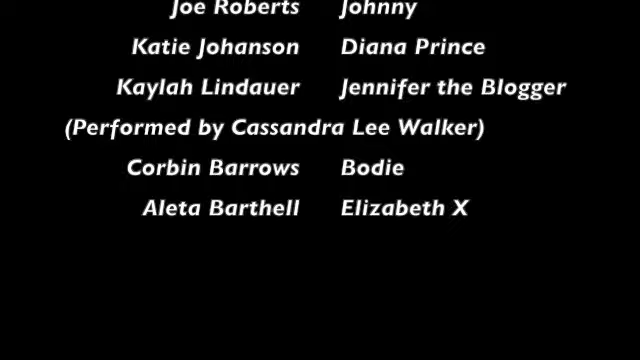 Joe Roberts Johnny
Katie Johanson Diana Prince
Kaylah Lindauer Jennifer the Blogger
(Performed by Cassandra Lee Walker)
Corbin Barrows Bodie
Aleta Barthell Elizabeth X